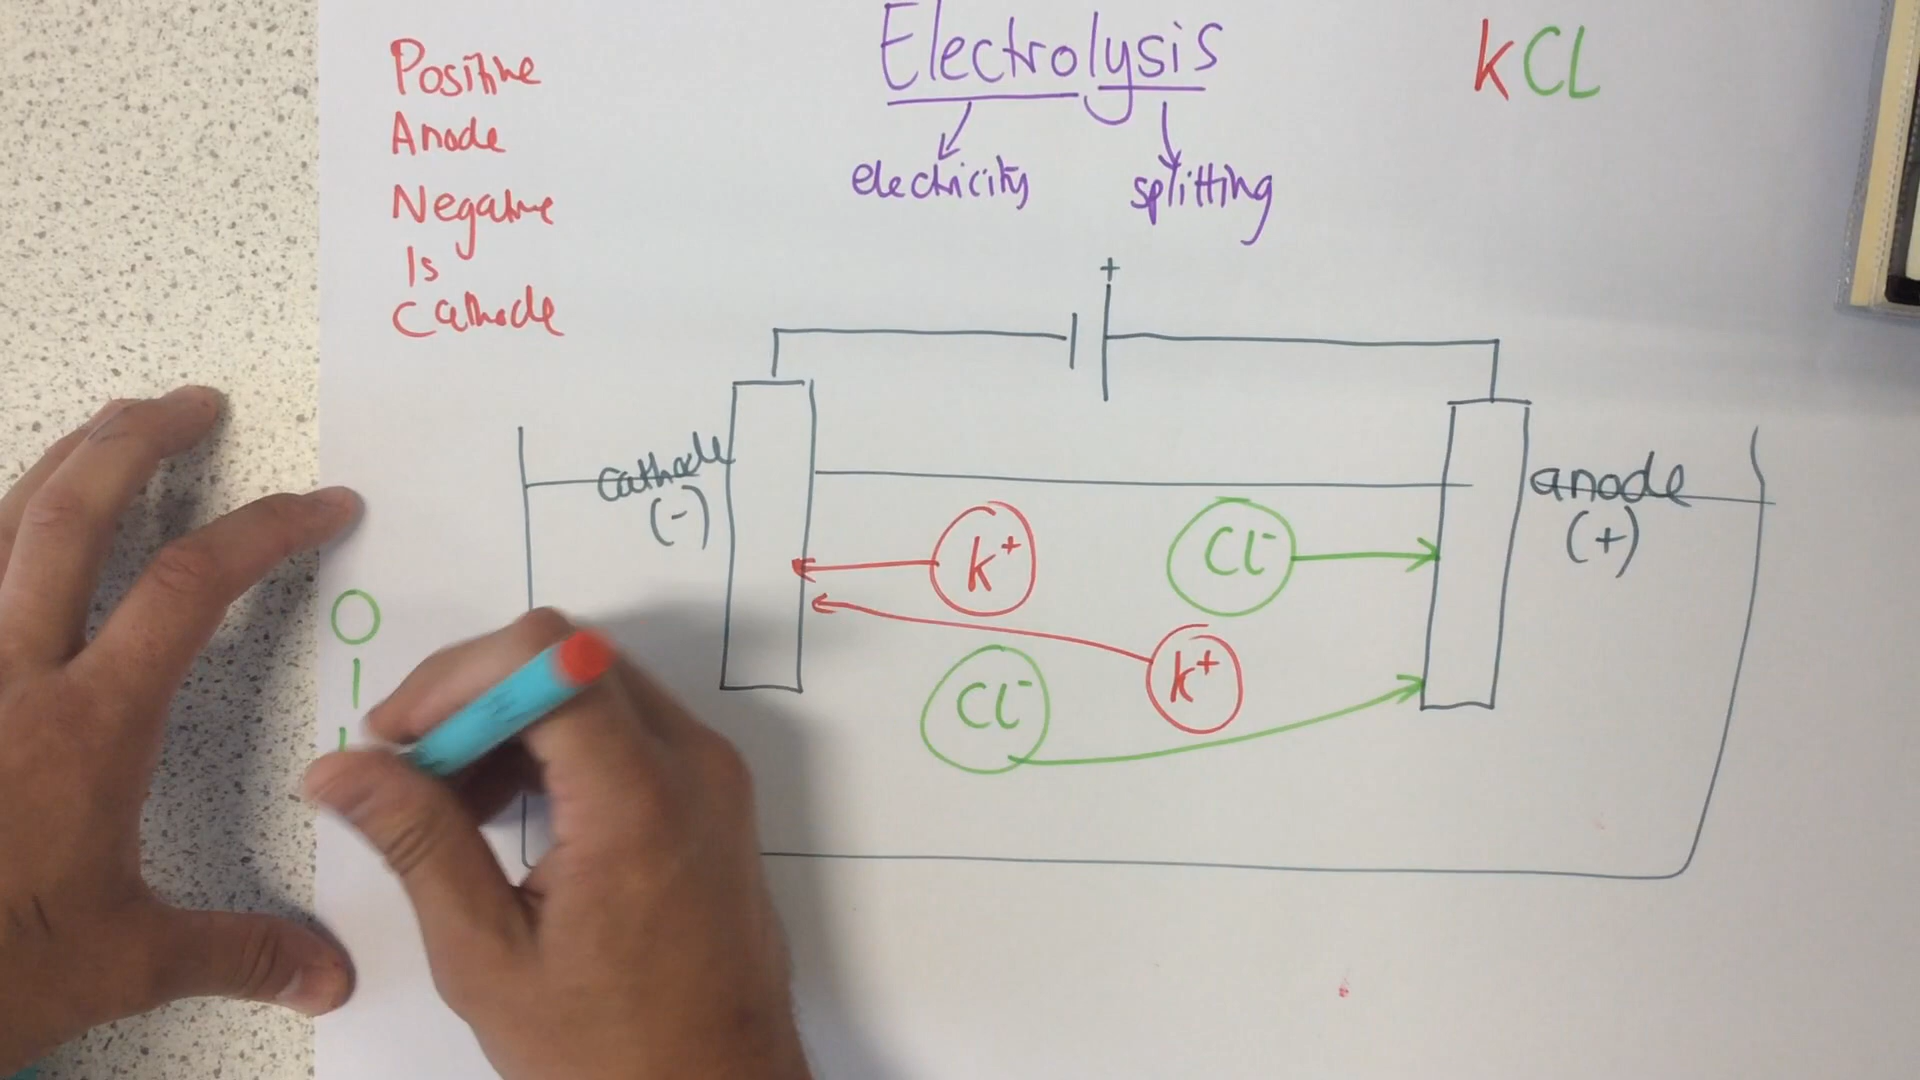 Positive
Anode
Negative
Is
Cathode
Electrolysis
electricity
splitting
KCL
+
cathode
(-)
anode
(+)
K+
Cl-
Cl-
K+
O
I